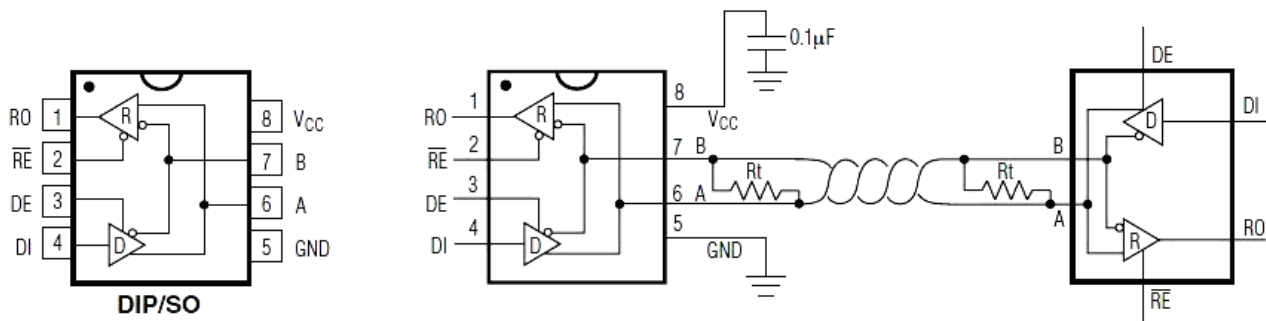 RO 1 R 8 VCC
RE 2 7 B
DE 3 6 A
DI 4 D 5 GND
DIP/SO
0.1μF
RO 1 R 8 VCC
RE 2 7 B
DE 3 6 A
DI 4 D 5 GND
Rt
Rt
DE
D DI
B
A
R RO
RE